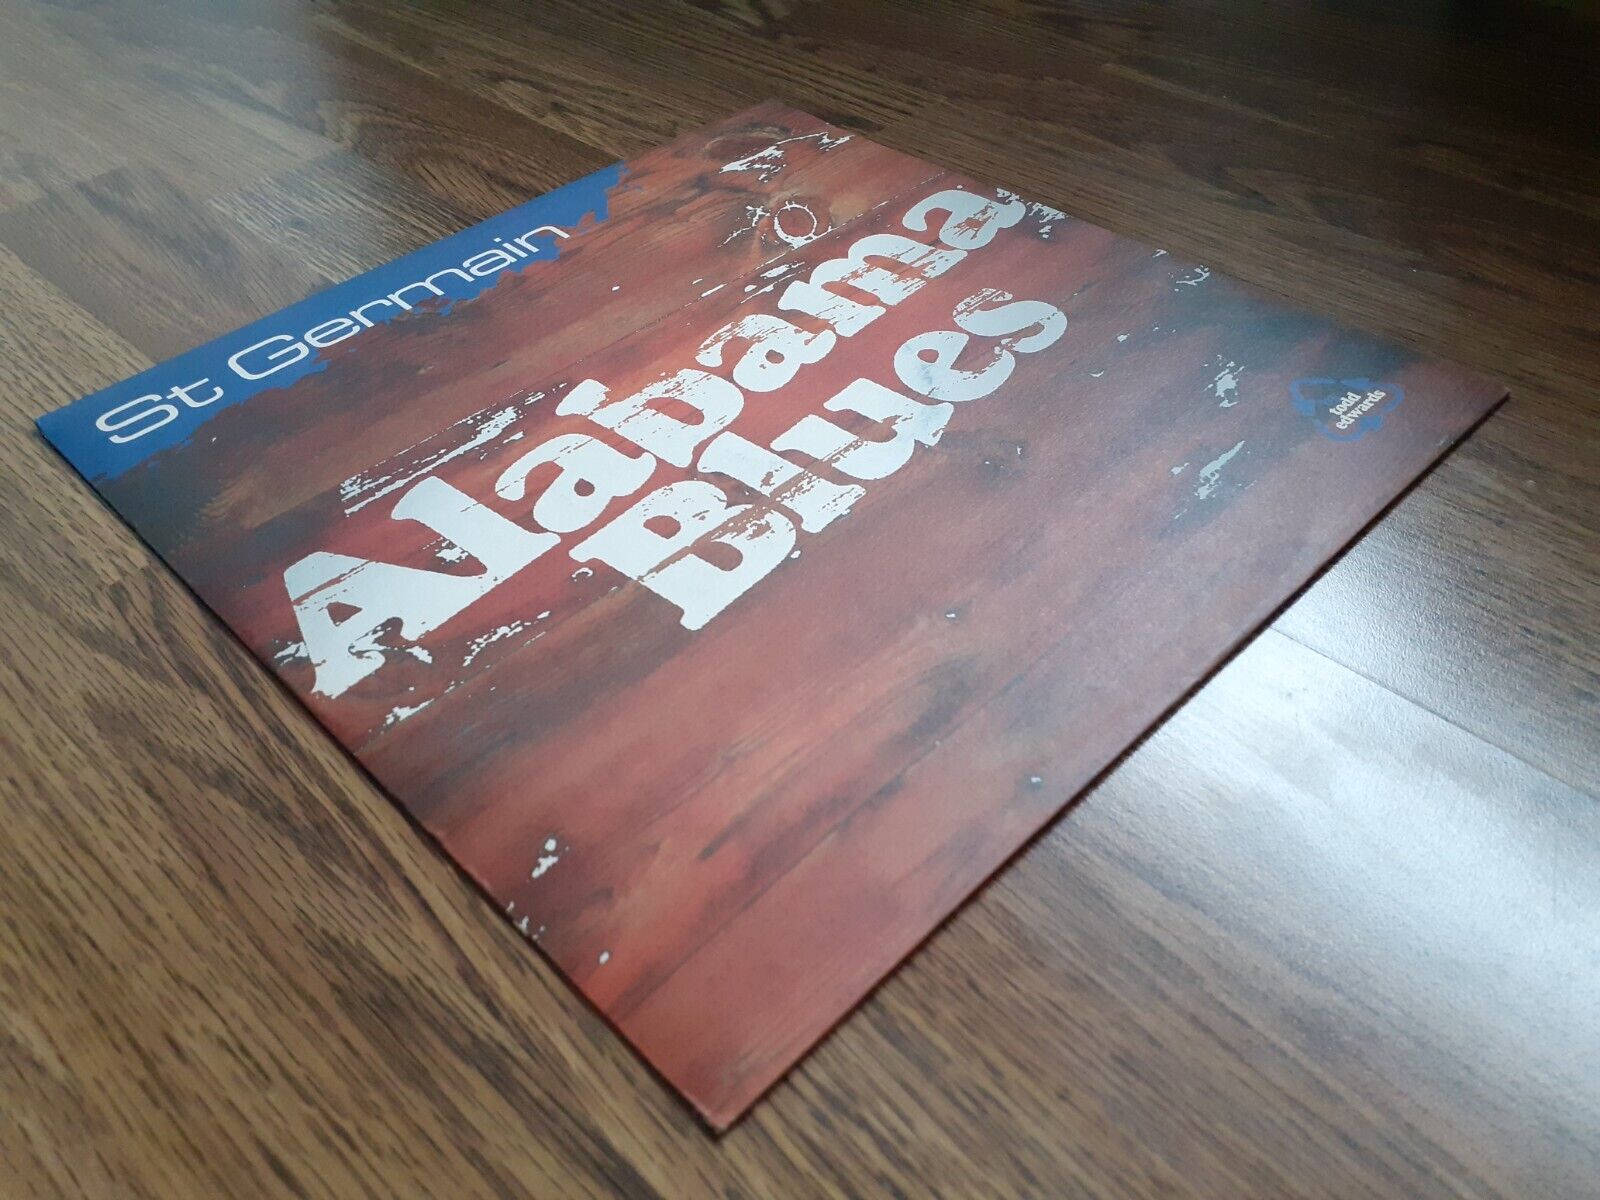 St Germain
Alabama
Blues
todd
edwards